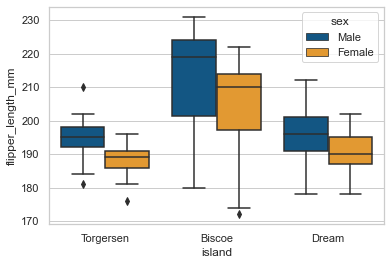 sex
Male
Female
230
220
210
200
190
180
170
flipper_length_mm
Torgersen
Biscoe
Dream
island